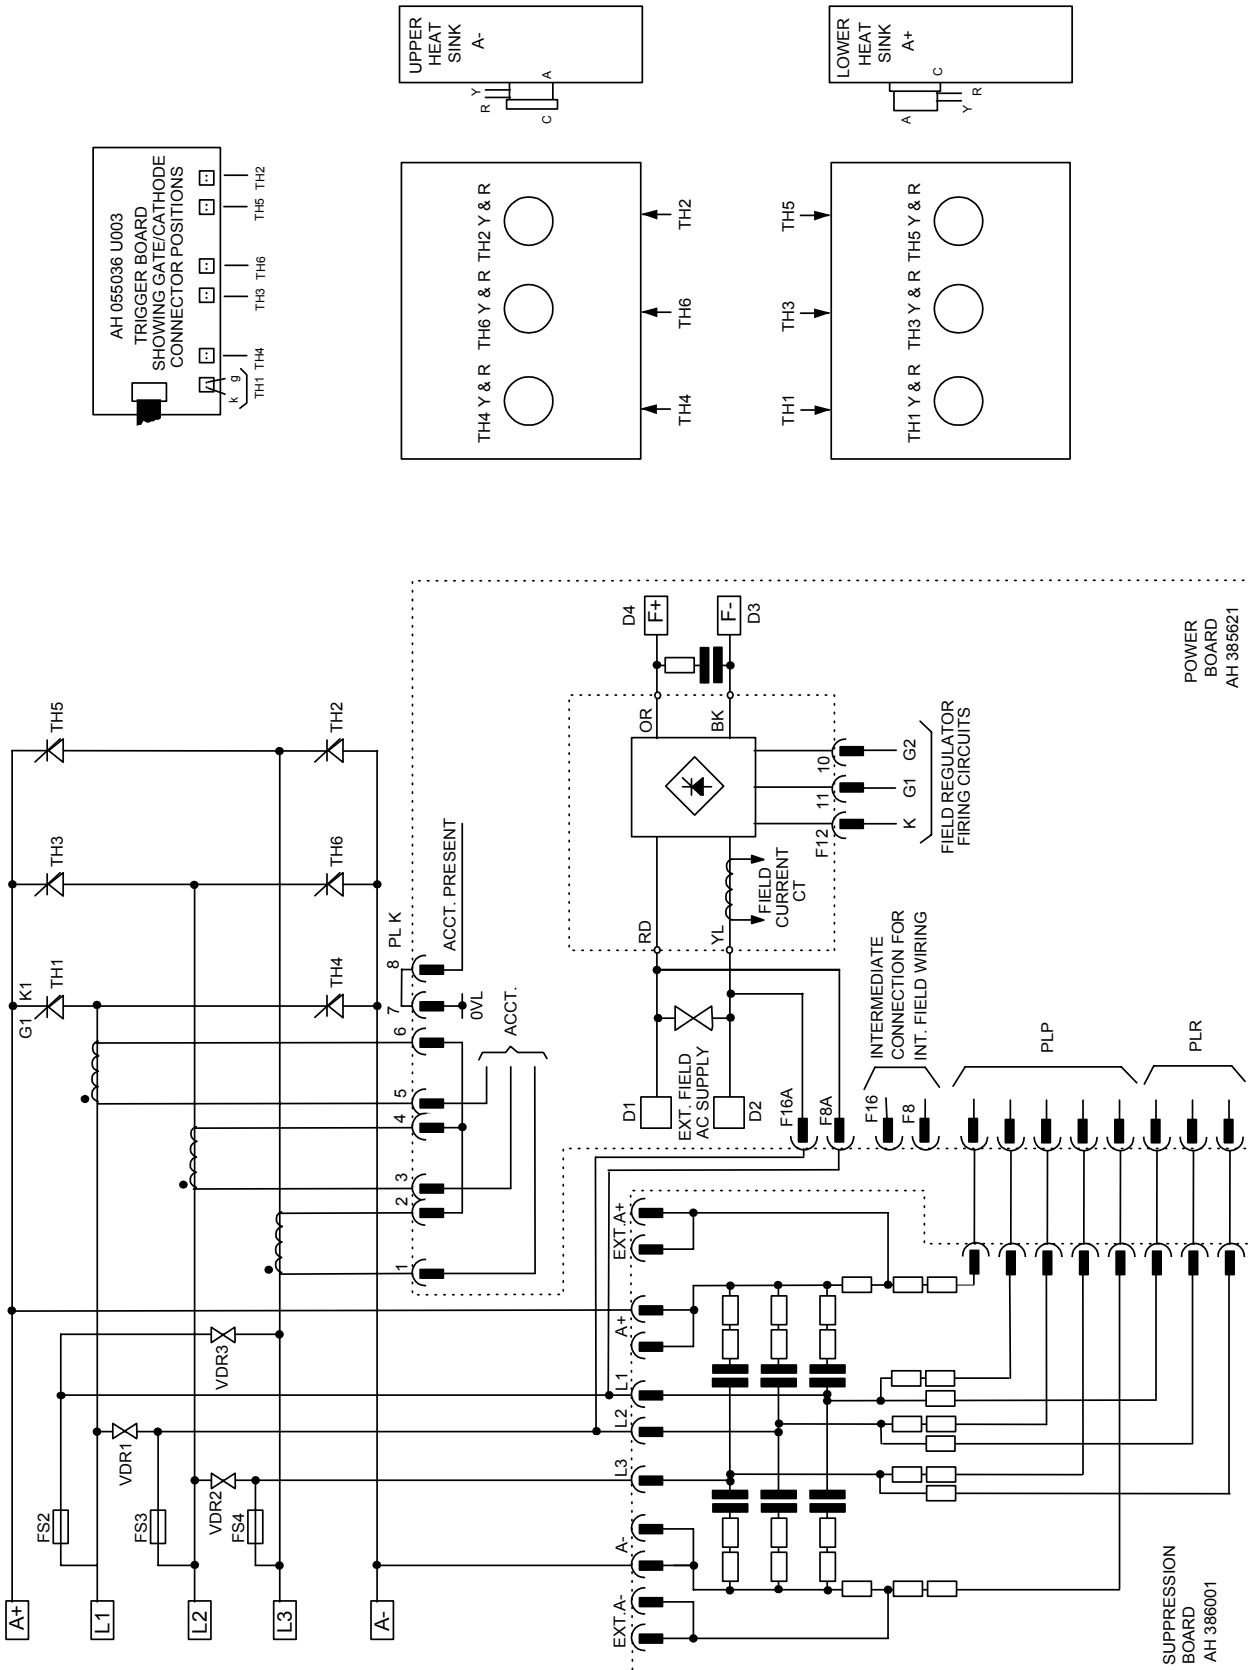 A+
L1
L2
L3
A-
FS2
FS3
FS4
VDR1
VDR2
VDR3
G1 K1
TH1
TH3
TH5
TH4
TH6
TH2
1
2
3
4
5
6
7
8
PL K
ACCT. PRESENT
0VL
ACCT.
EXT.A-
A-
L3
L2
L1
A+
EXT.A+
SUPPRESSION
BOARD
AH 386001
D1
D2
EXT. FIELD
AC SUPPLY
F16A
F8A
F16
F8
INTERMEDIATE
CONNECTION FOR
INT. FIELD WIRING
PLP
PLR
RD
YL
FIELD
CURRENT
CT
OR
BK
D4
F+
F-
D3
F12
11
10
K
G1
G2
FIELD REGULATOR
FIRING CIRCUITS
POWER
BOARD
AH 385621
AH 055036 U003
TRIGGER BOARD
SHOWING GATE/CATHODE
CONNECTOR POSITIONS
k g
TH1
TH4
TH3
TH6
TH5
TH2
TH4 Y & R
TH6 Y & R
TH2 Y & R
TH4
TH6
TH2
UPPER
HEAT
SINK
A-
R
Y
C
A
TH1
TH3
TH5
TH1 Y & R
TH3 Y & R
TH5 Y & R
LOWER
HEAT
SINK
A+
A
C
Y
R